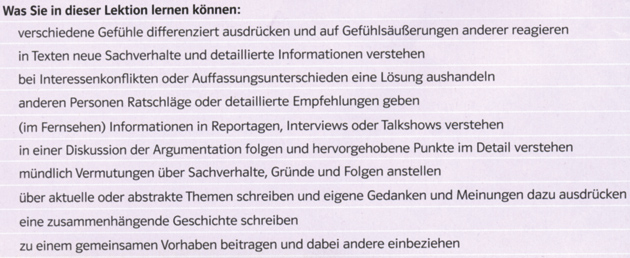 Was Sie in dieser Lektion lernen können:
verschiedene Gefühle differenziert ausdrücken und auf Gefühlsäußerungen anderer reagieren
in Texten neue Sachverhalte und detaillierte Informationen verstehen
bei Interessenkonflikten oder Auffassungsunterschieden eine Lösung aushandeln
anderen Personen Ratschläge oder detaillierte Empfehlungen geben
(im Fernsehen) Informationen in Reportagen, Interviews oder Talkshows verstehen
in einer Diskussion der Argumentation folgen und hervorgehobene Punkte im Detail verstehen
mündlich Vermutungen über Sachverhalte, Gründe und Folgen anstellen
über aktuelle oder abstrakte Themen schreiben und eigene Gedanken und Meinungen dazu ausdrücken
eine zusammenhängende Geschichte schreiben
zu einem gemeinsamen Vorhaben beitragen und dabei andere einbeziehen